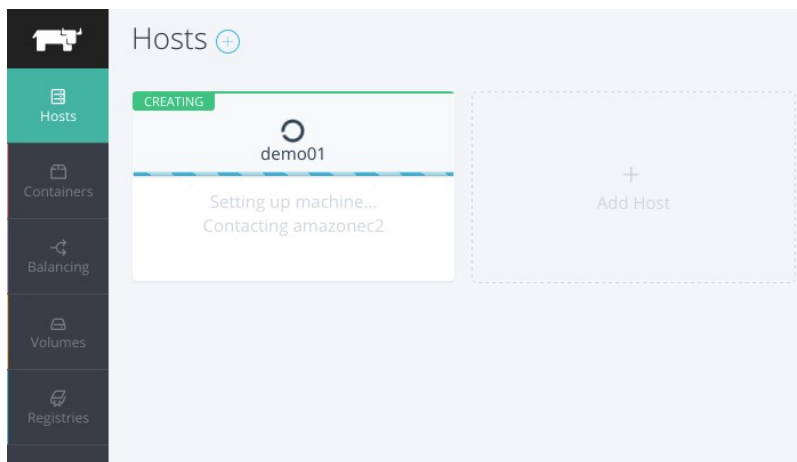 Hosts
Hosts
Containers
Balancing
Volumes
Registries
CREATING
demo01
Setting up machine...
Contacting amazonec2
Add Host